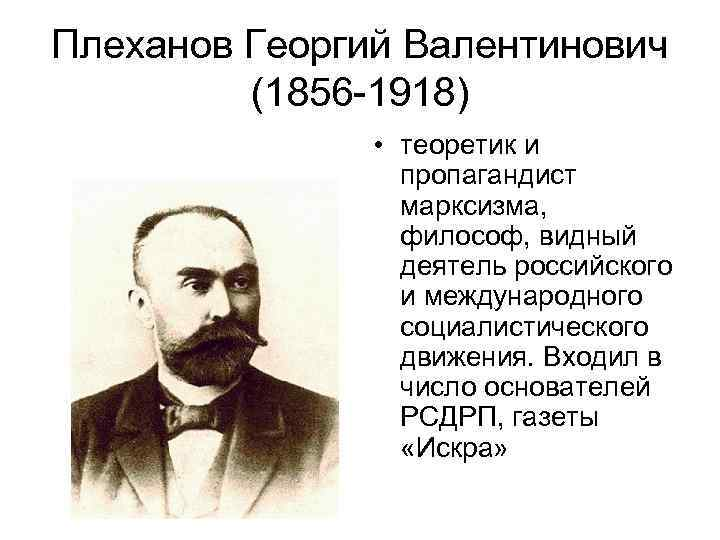 Плеханов Георгий Валентинович
(1856 -1918)
• теоретик и
пропагандист
марксизма,
философ, видный
деятель российского
и международного
социалистического
движения. Входил в
число основателей
РСДРП, газеты
«Искра»